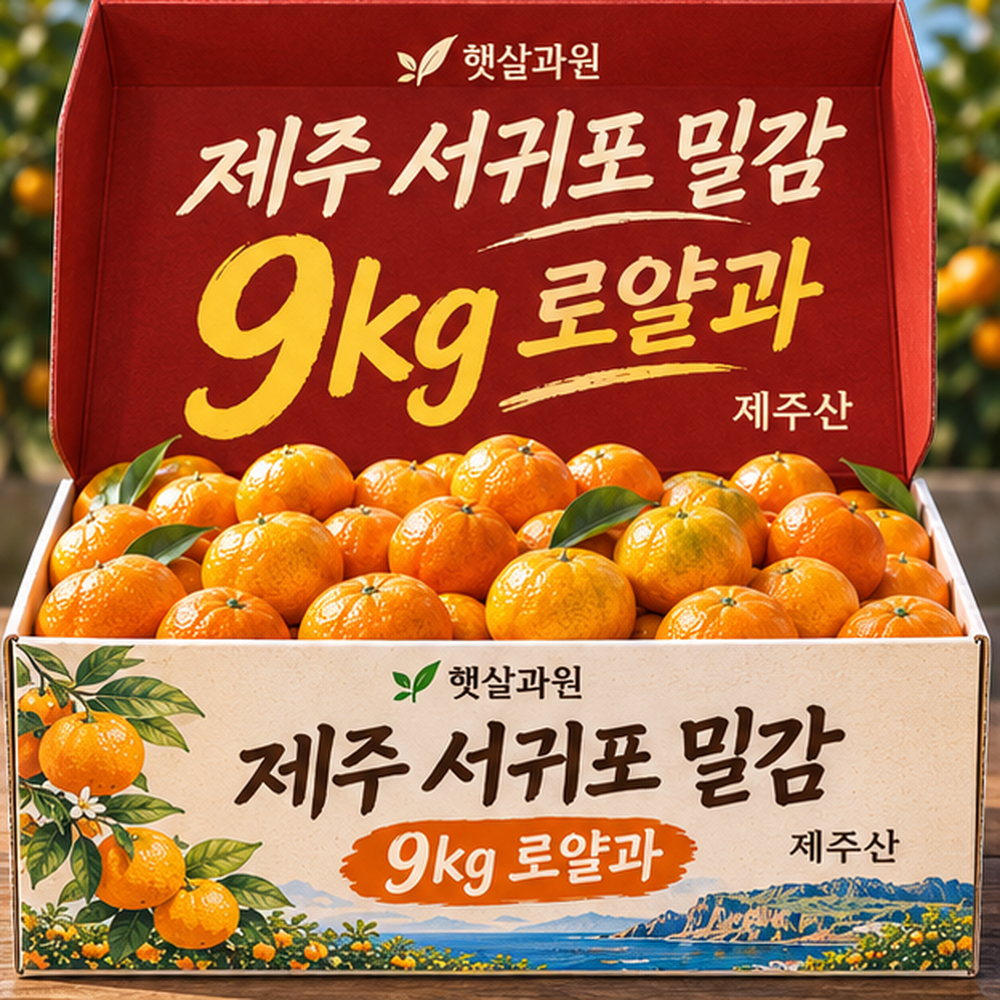 햇살과원
제주 서귀포 밀감
9kg 로얄과
제주산
햇살과원
제주 서귀포 밀감
9kg 로얄과
제주산